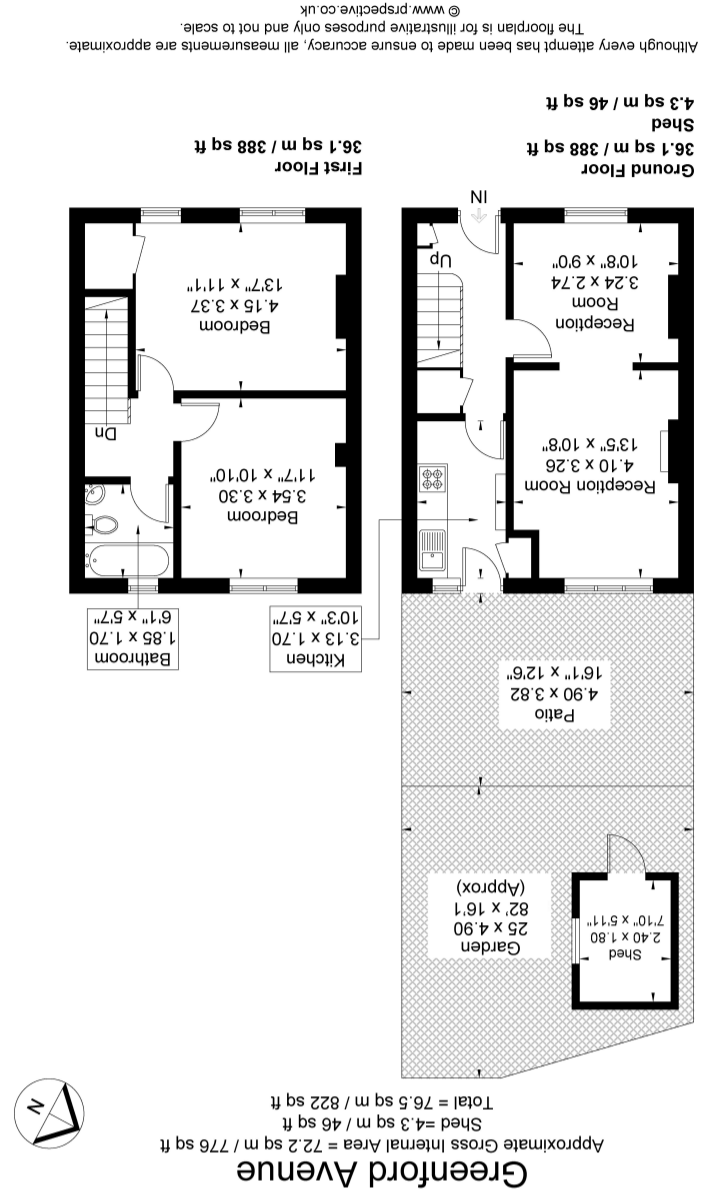 Greenford Avenue
Approximate Gross Internal Area = 72.2 sq m / 776 sq ft
Shed =4.3 sq m / 46 sq ft
Total = 76.5 sq m / 822 sq ft
N
Shed
2.40 x 1.80
7'10" x 5'11"
Garden
25 x 4.90
82' x 16'1
(Approx)
Patio
4.90 x 3.82
16'1" x 12'6"
Kitchen
3.13 x 1.70
10'3" x 5'7"
Bathroom
1.85 x 1.70
6'1" x 5'7"
Reception Room
4.10 x 3.26
13'5" x 10'8"
Bedroom
3.54 x 3.30
11'7" x 10'10"
Dn
Reception
Room
3.24 x 2.74
10'8" x 9'0"
Up
Bedroom
4.15 x 3.37
13'7" x 11'1"
IN
Ground Floor
36.1 sq m / 388 sq ft
Shed
4.3 sq m / 46 sq ft
First Floor
36.1 sq m / 388 sq ft
Although every attempt has been made to ensure accuracy, all measurements are approximate.
The floorplan is for illustrative purposes only and not to scale.
© www.prspective.co.uk